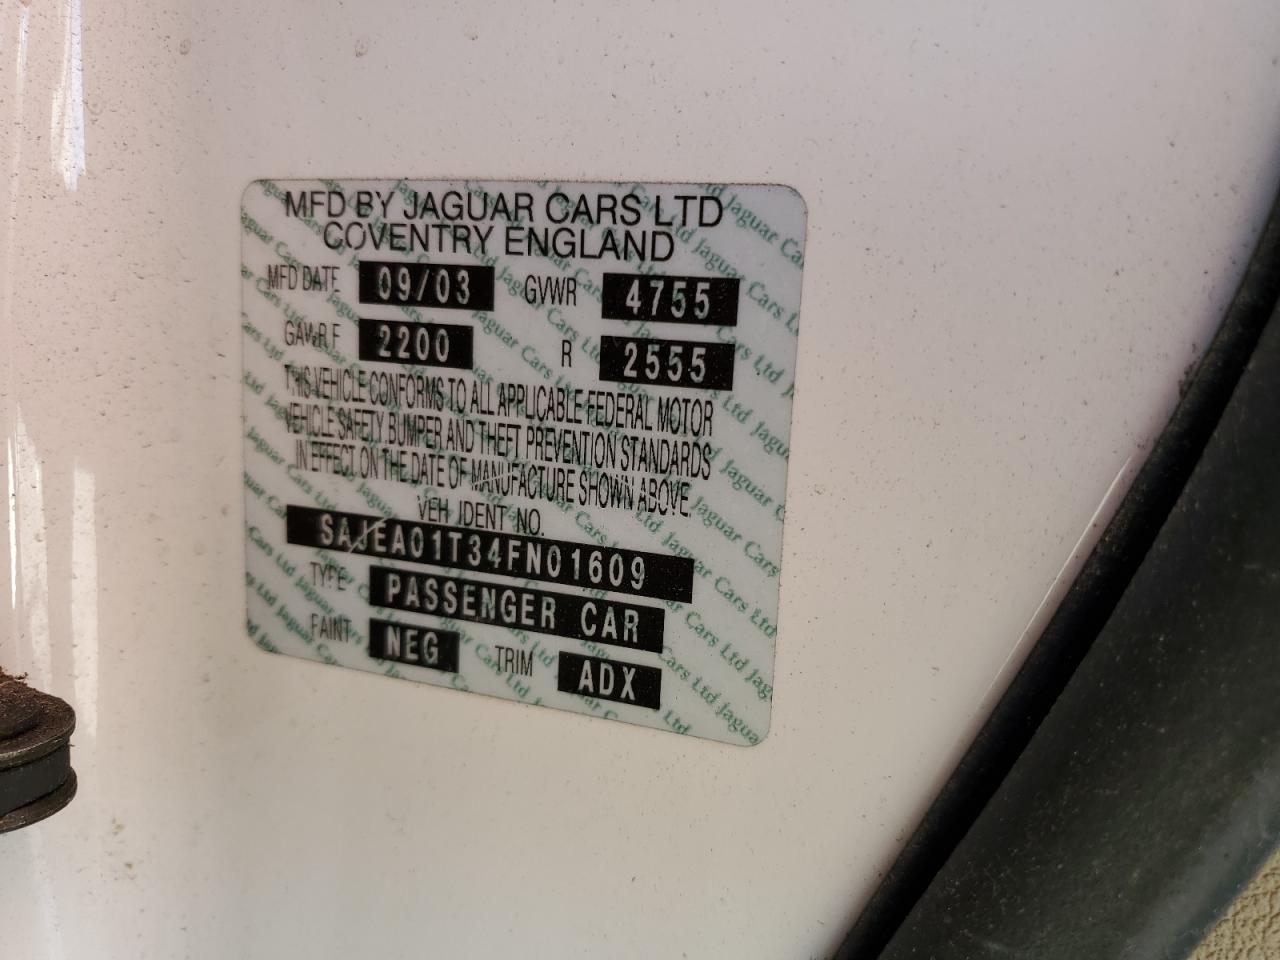 MFD BY JAGUAR CARS LTD
COVENTRY ENGLAND
MFD DATE 09/03 GVWR 4755
GAWR F 2200 R 2555
THIS VEHICLE CONFORMS TO ALL APPLICABLE FEDERAL MOTOR
VEHICLE SAFETY, BUMPER AND THEFT PREVENTION STANDARDS
IN EFFECT ON THE DATE OF MANUFACTURE SHOWN ABOVE.
VEH IDENT NO.
SAJEA01T34FN01609
TYPE PASSENGER CAR
PAINT NEG TRIM ADX